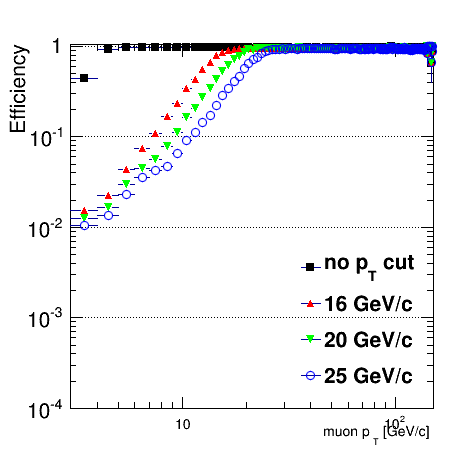 Efficiency
1
10⁻¹
10⁻²
10⁻³
10⁻⁴
no p_T cut
16 GeV/c
20 GeV/c
25 GeV/c
10
10²
muon p_T [GeV/c]